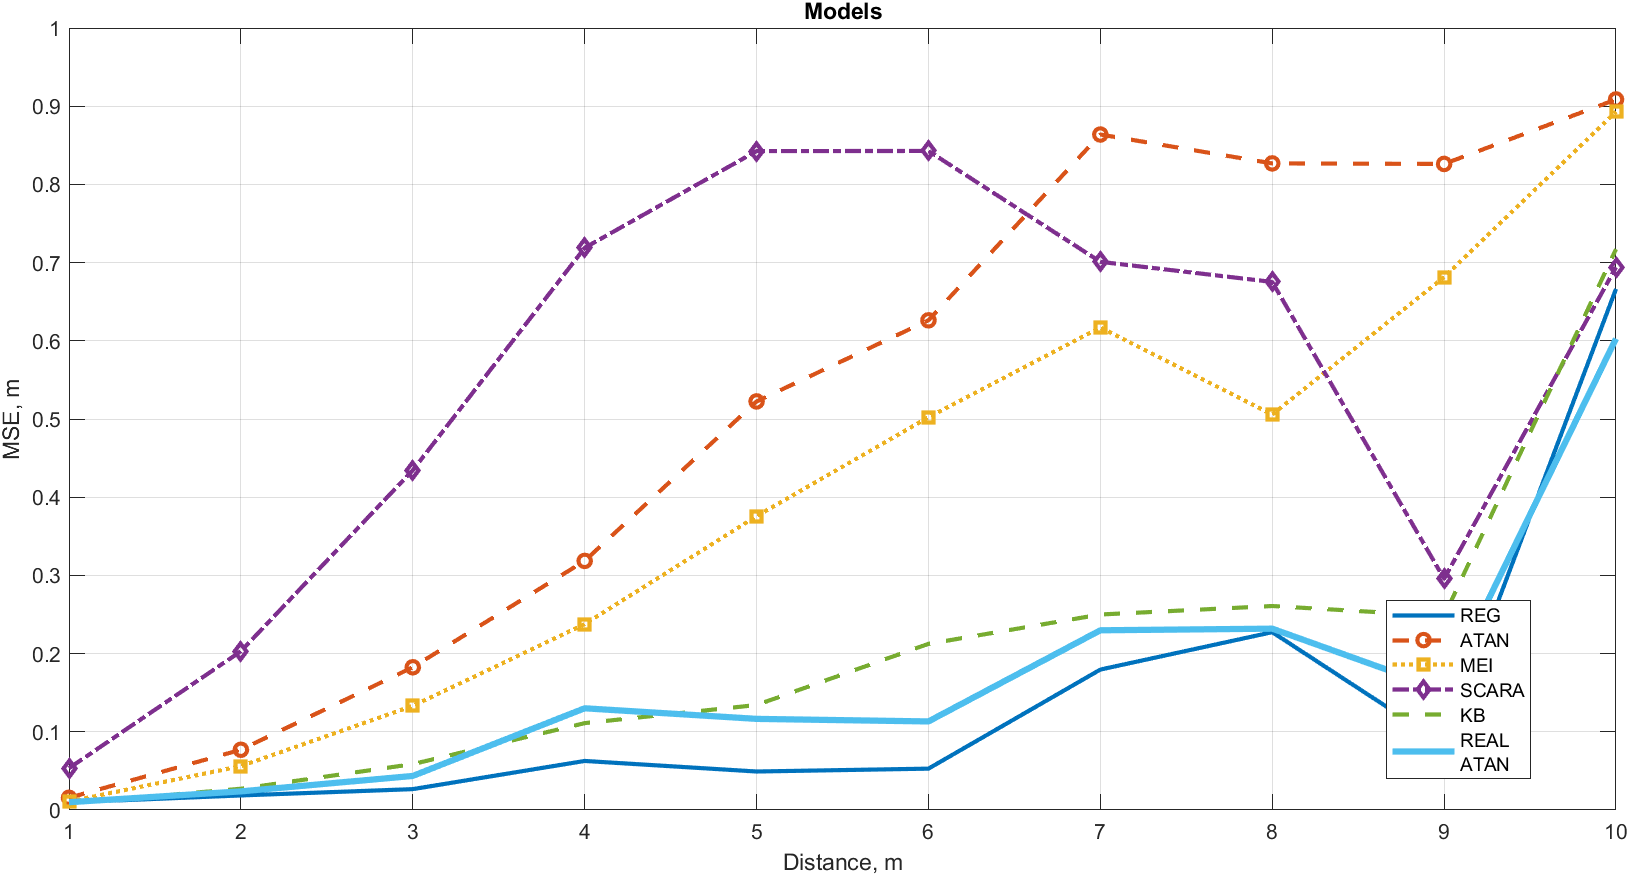 Models
1
0.9
0.8
0.7
0.6
0.5
0.4
0.3
0.2
0.1
0
MSE, m
1 2 3 4 5 6 7 8 9 10
Distance, m
REG
ATAN
MEI
SCARA
KB
REAL
ATAN